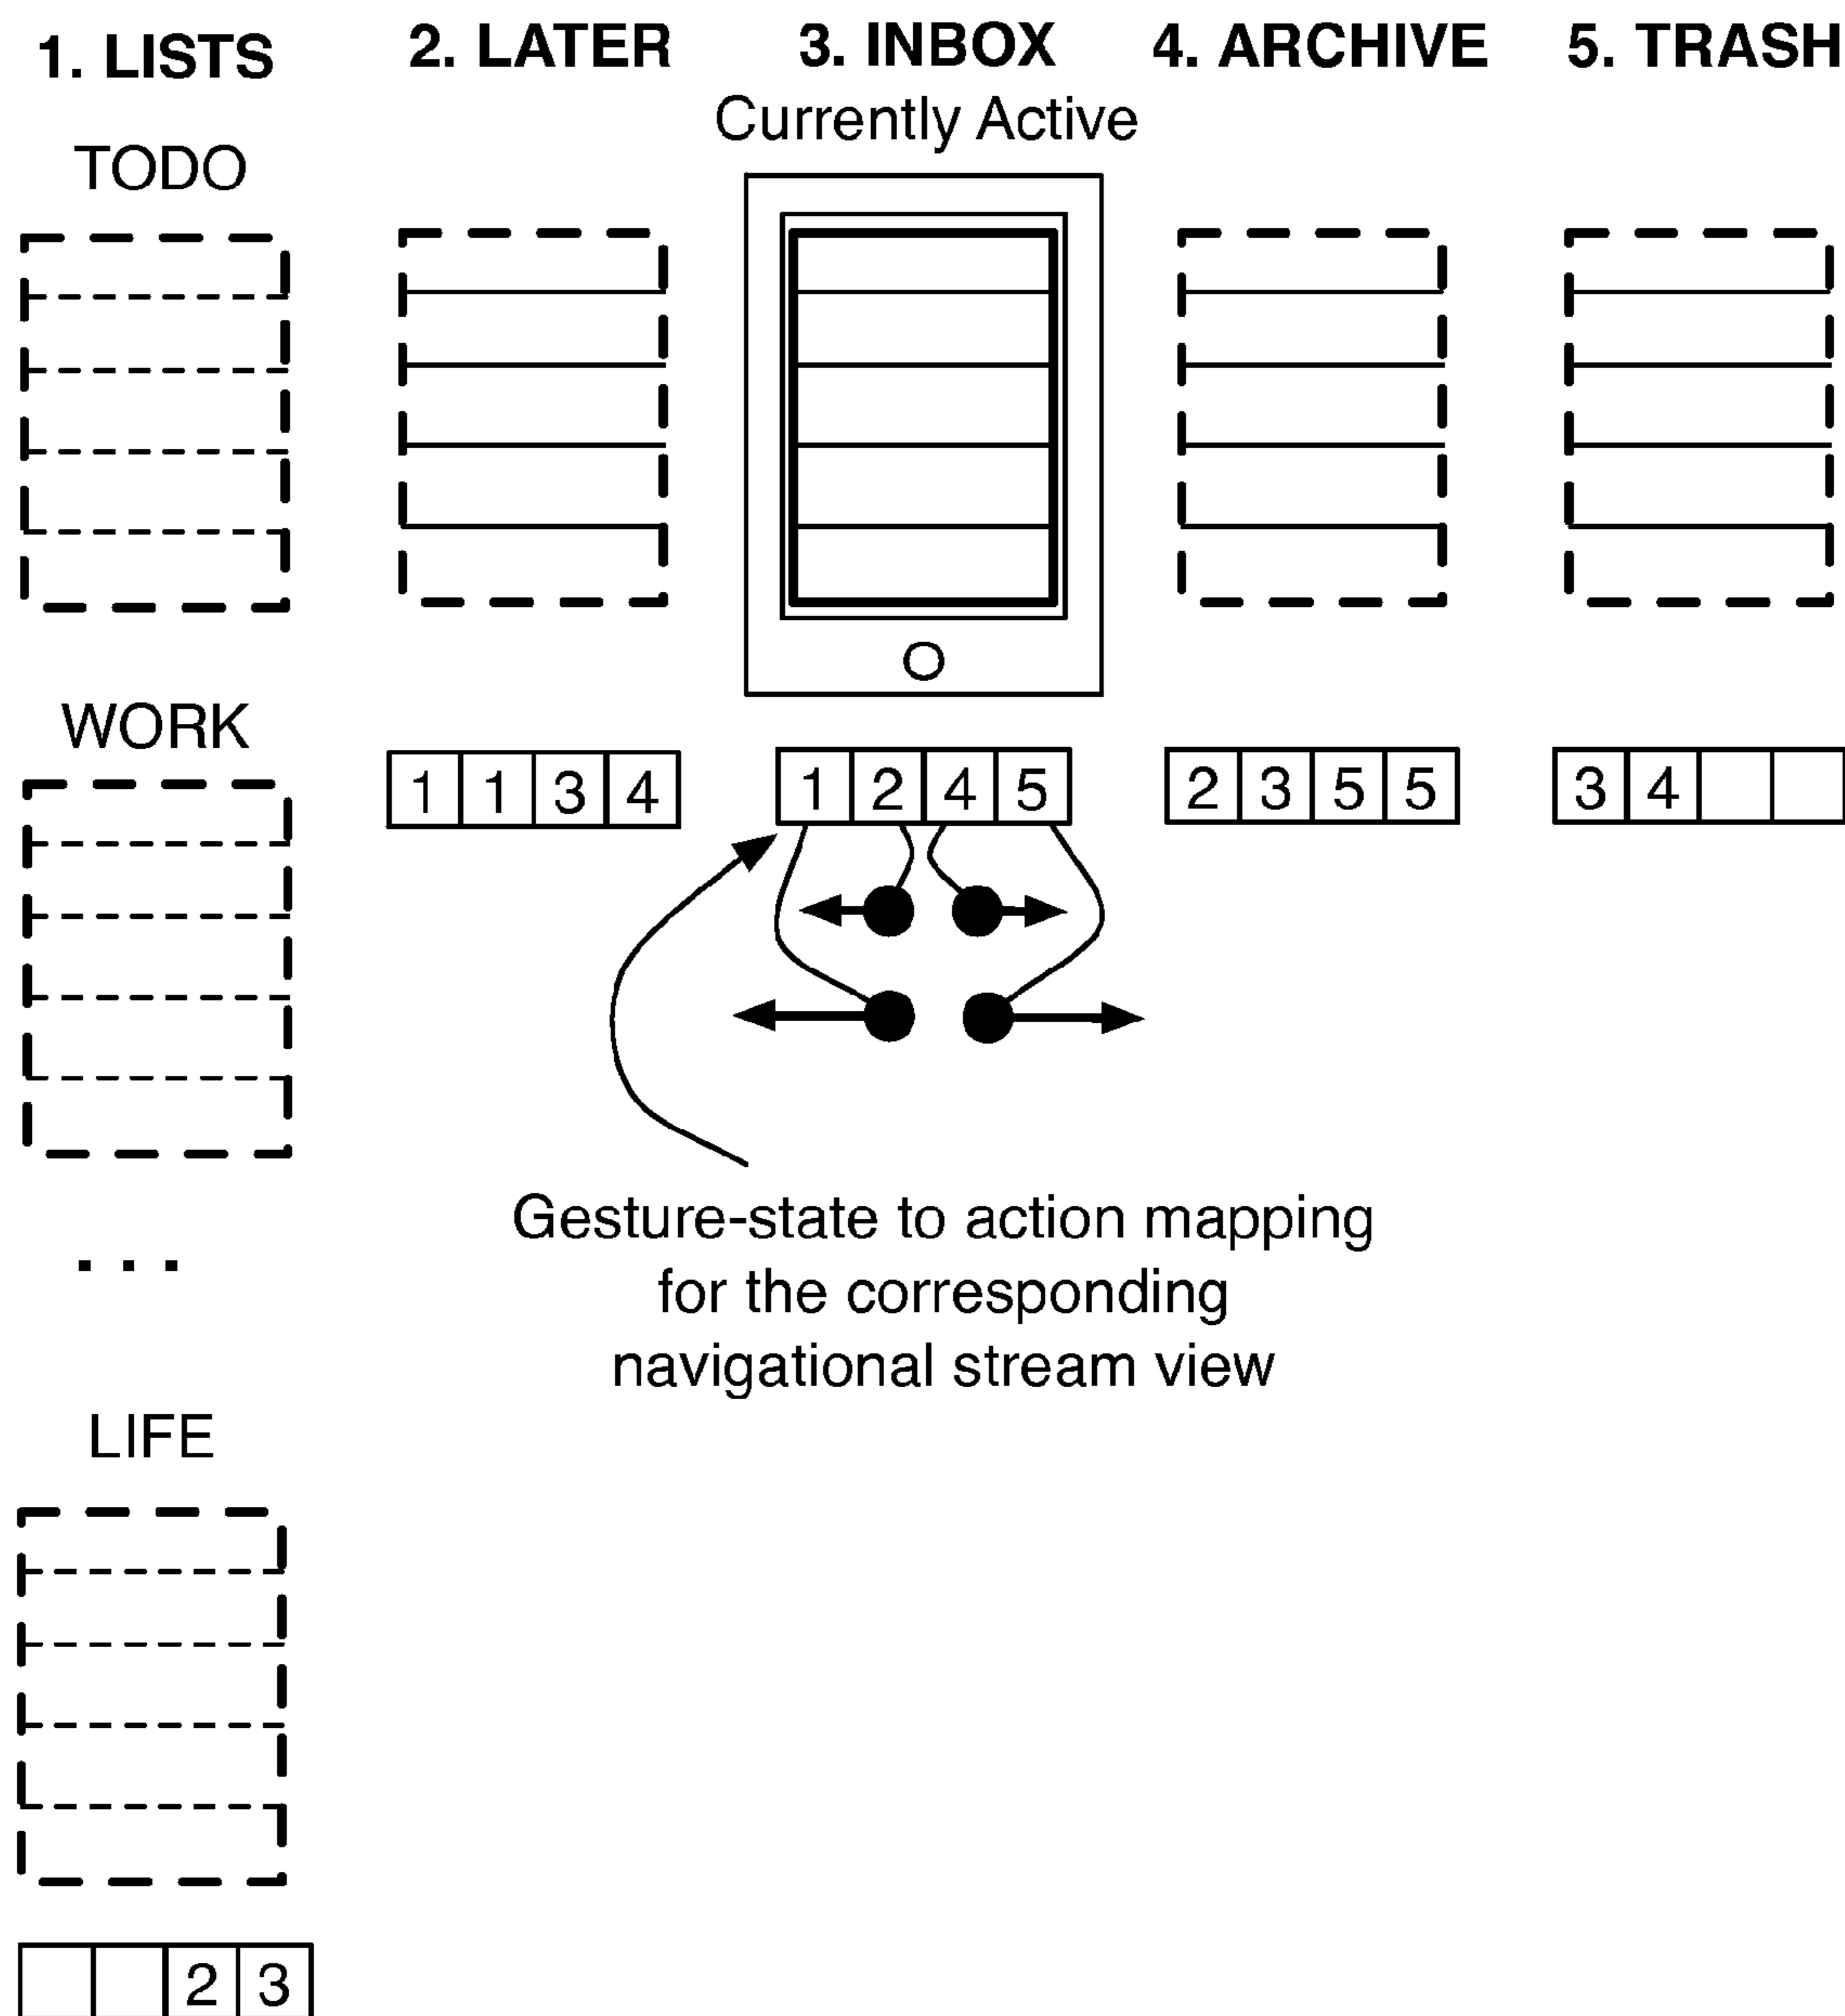 1. LISTS
2. LATER
3. INBOX
4. ARCHIVE
5. TRASH
Currently Active
TODO
WORK
1 1 3 4
1 2 4 5
2 3 5 5
3 4
...
Gesture-state to action mapping
for the corresponding
navigational stream view
LIFE
2 3